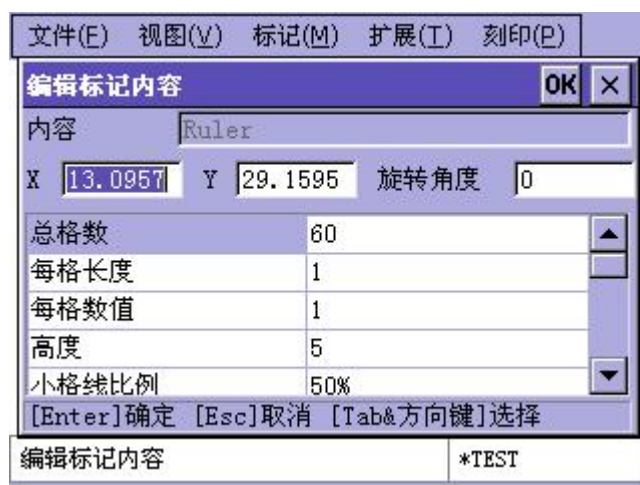 文件(F) 视图(V) 标记(M) 扩展(T) 刻印(P)
编辑标记内容 OK ×
内容 Ruler
X 13.0957 Y 29.1595 旋转角度 0
总格数 60
每格长度 1
每格数值 1
高度 5
小格线比例 50%
[Enter]确定 [Esc]取消 [Tab&方向键]选择
编辑标记内容 *TEST